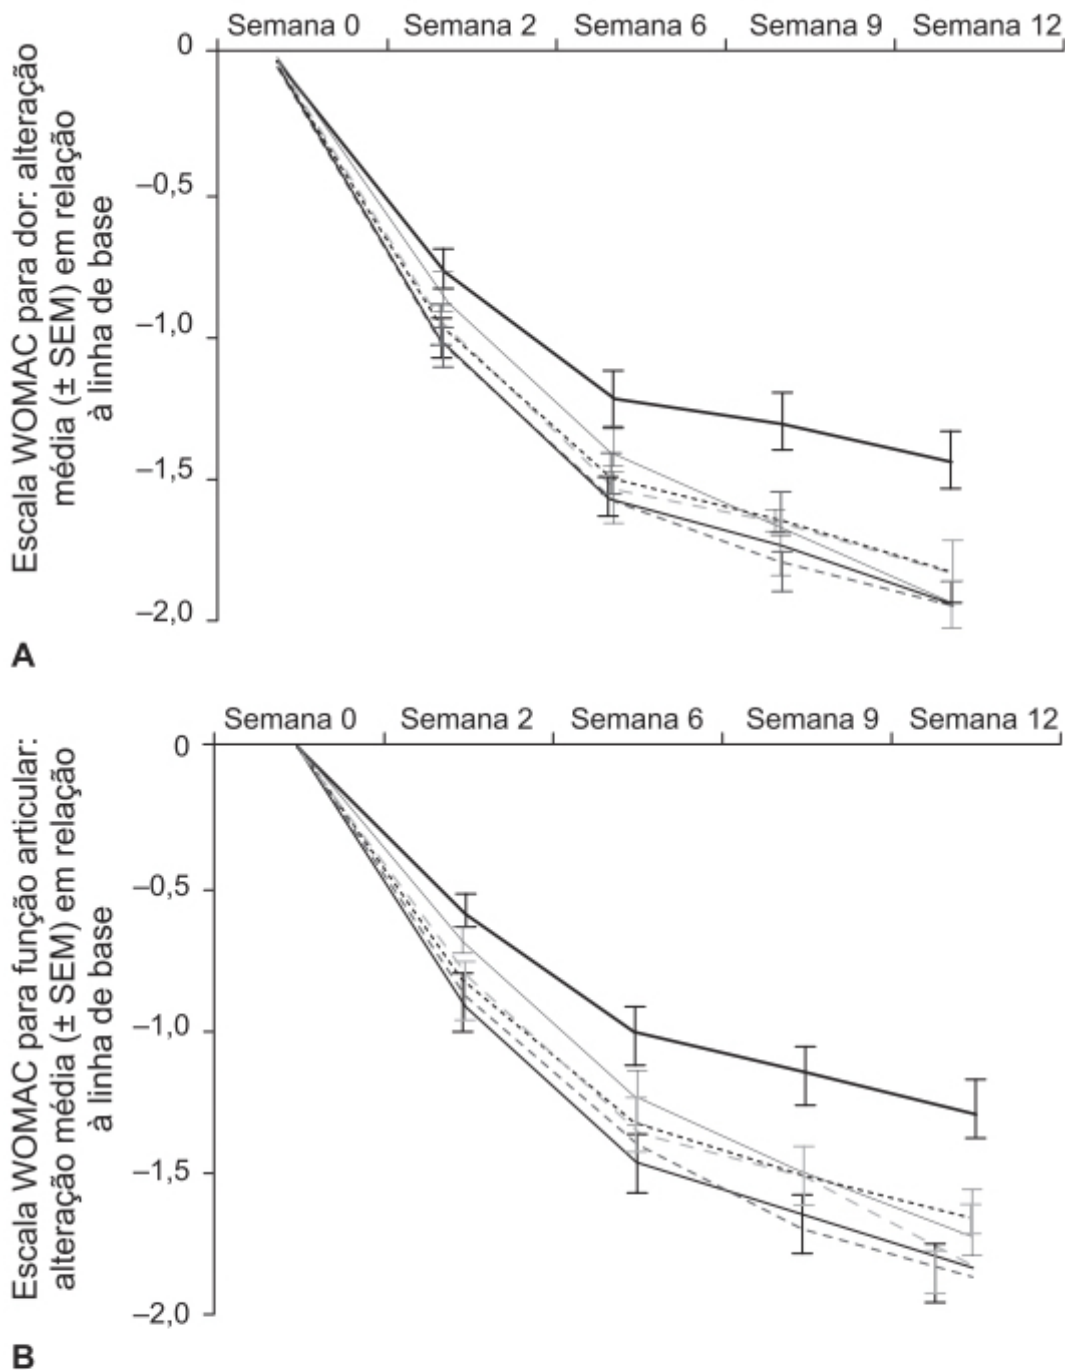 Semana 0 Semana 2 Semana 6 Semana 9 Semana 12
Escala WOMAC para dor: alteração
média (± SEM) em relação
à linha de base
0
–0,5
–1,0
–1,5
–2,0
A
Semana 0 Semana 2 Semana 6 Semana 9 Semana 12
Escala WOMAC para função articular:
alteração média (± SEM) em relação
à linha de base
0
–0,5
–1,0
–1,5
–2,0
B